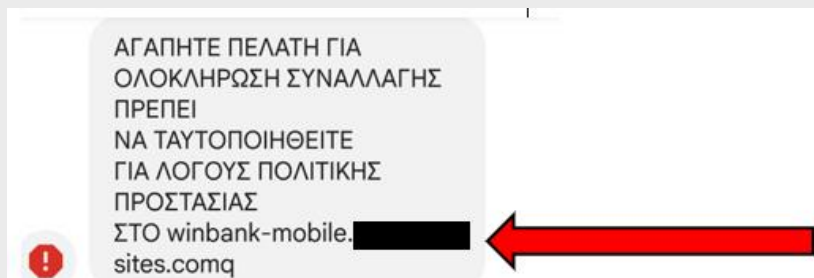 ΑΓΑΠΗΤΕ ΠΕΛΑΤΗ ΓΙΑ
ΟΛΟΚΛΗΡΩΣΗ ΣΥΝΑΛΛΑΓΗΣ
ΠΡΕΠΕΙ
ΝΑ ΤΑΥΤΟΠΟΙΗΘΕΙΤΕ
ΓΙΑ ΛΟΓΟΥΣ ΠΟΛΙΤΙΚΗΣ
ΠΡΟΣΤΑΣΙΑΣ
ΣΤΟ winbank-mobile.
sites.comq